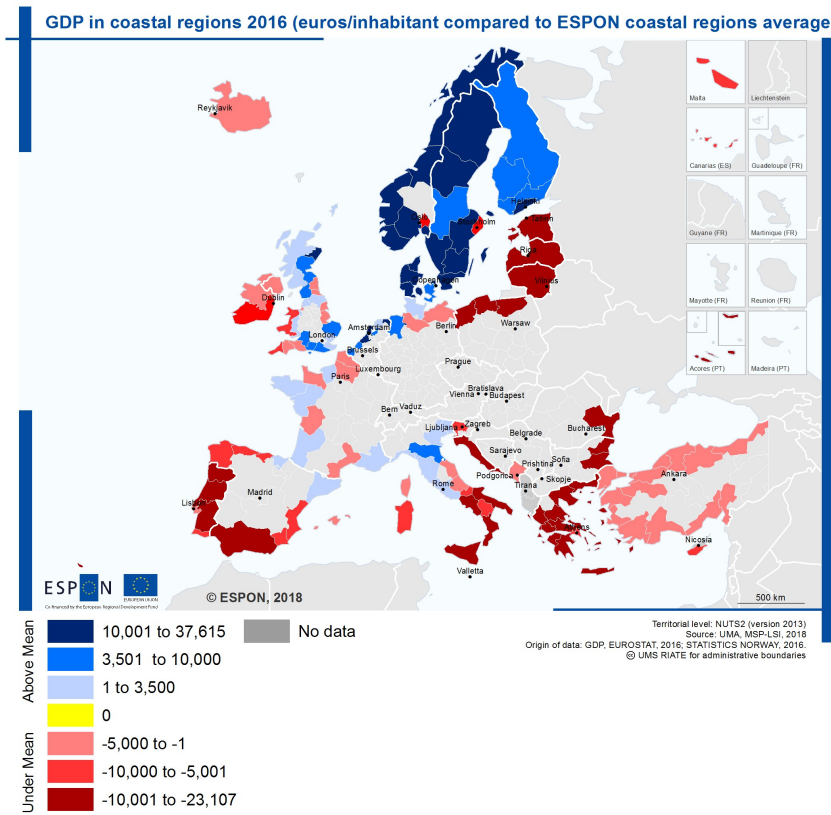 GDP in coastal regions 2016 (euros/inhabitant compared to ESPON coastal regions average
Reykjavik
Malta
Liechtenstein
Canarias (ES)
Guadeloupe (FR)
Guyane (FR)
Martinique (FR)
Mayotte (FR)
Reunion (FR)
Acores (PT)
Madeira (PT)
Helsinki
Oslo
Tallinn
Stockholm
Riga
Copenhagen
Vilnius
Dublin
Amsterdam
Berlin
Warsaw
London
Brussels
Prague
Luxembourg
Paris
Bratislava
Vienna
Budapest
Bern
Vaduz
Ljubljana
Zagreb
Bucharest
Belgrade
Sarajevo
Prishtina
Sofia
Podgorica
Skopje
Tirana
Ankara
Rome
Madrid
Lisbon
Athens
Nicosia
Valletta
ESPON
EUROPEAN UNION
Co-financed by the European Regional Development Fund
© ESPON, 2018
500 km
Territorial level: NUTS2 (version 2013)
Source: UMA, MSP-LSI, 2018
Origin of data: GDP, EUROSTAT, 2016; STATISTICS NORWAY, 2016.
© UMS RIATE for administrative boundaries
Above Mean
10,001 to 37,615
3,501 to 10,000
1 to 3,500
0
Under Mean
-5,000 to -1
-10,000 to -5,001
-10,001 to -23,107
No data